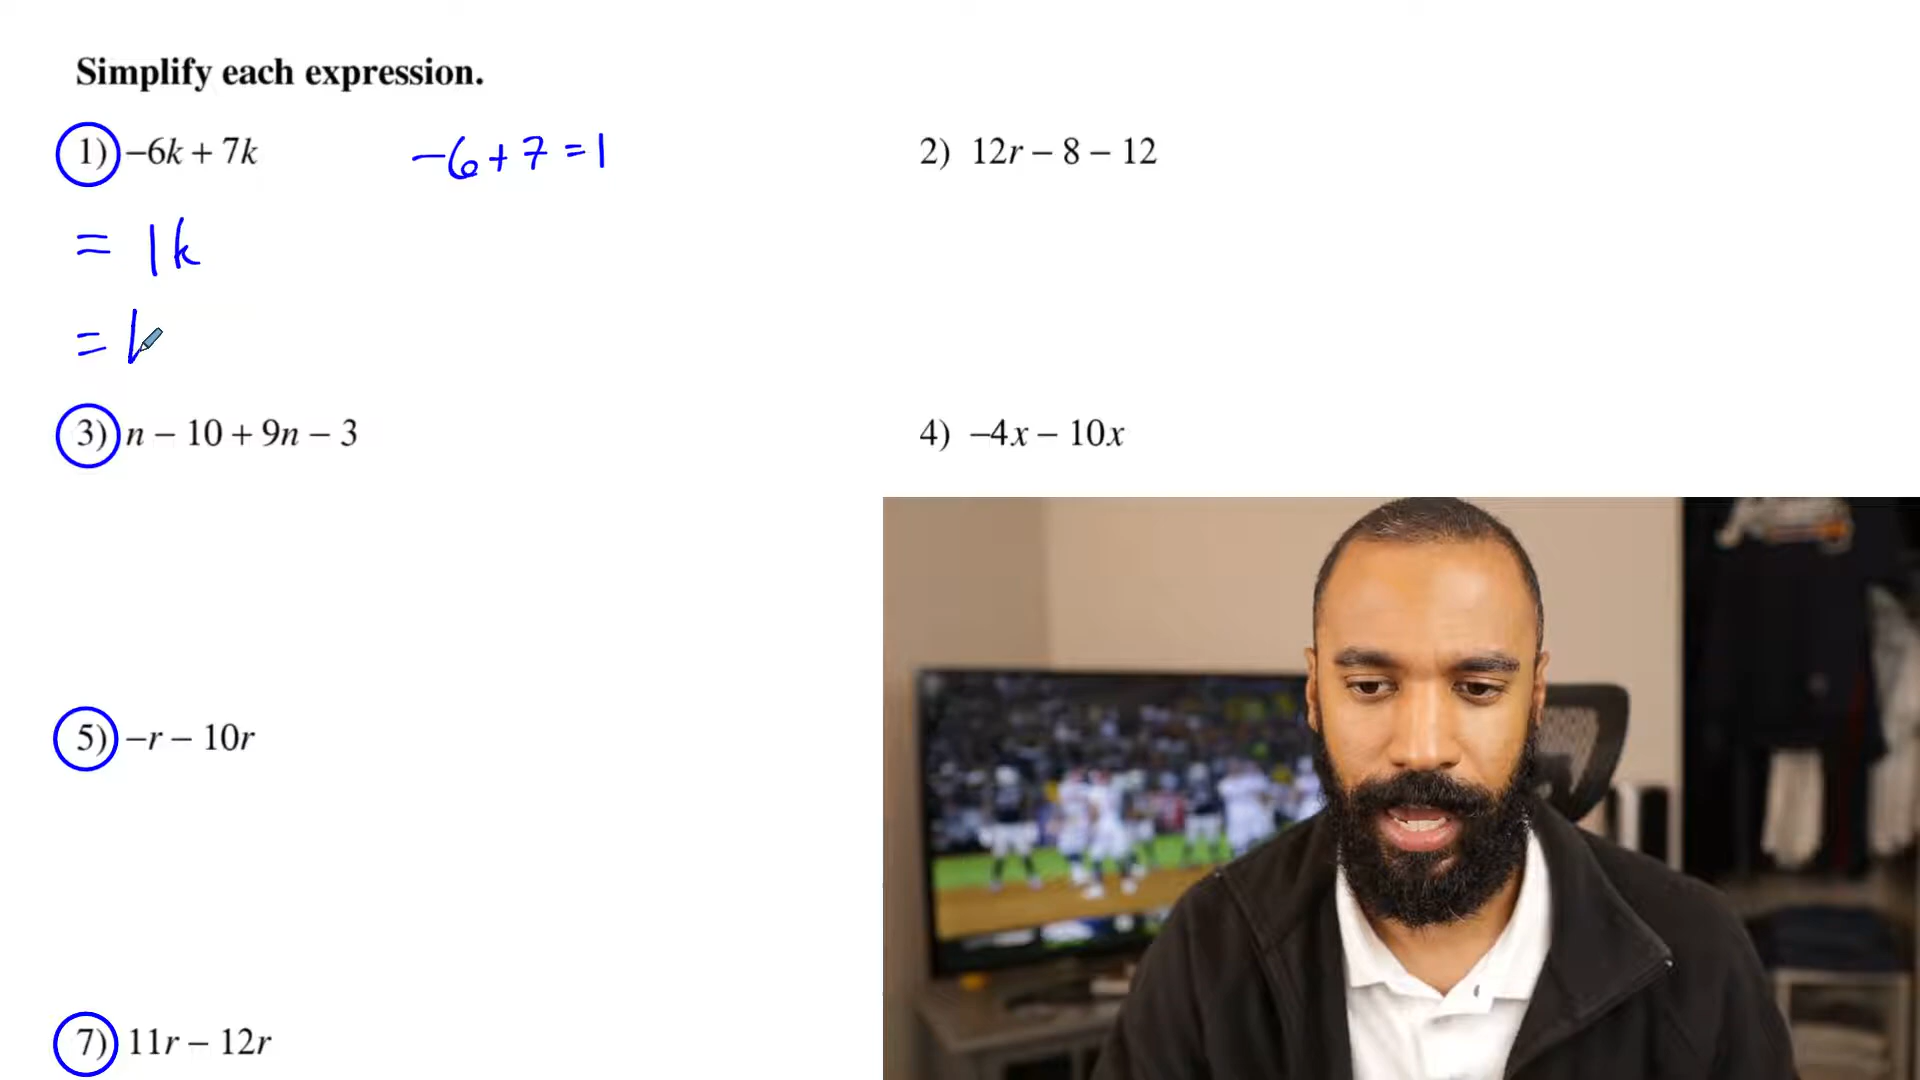 Simplify each expression.
1) −6k + 7k
−6 + 7 = 1
2) 12r − 8 − 12
= 1k
=
3) n − 10 + 9n − 3
4) −4x − 10x
5) −r − 10r
7) 11r − 12r